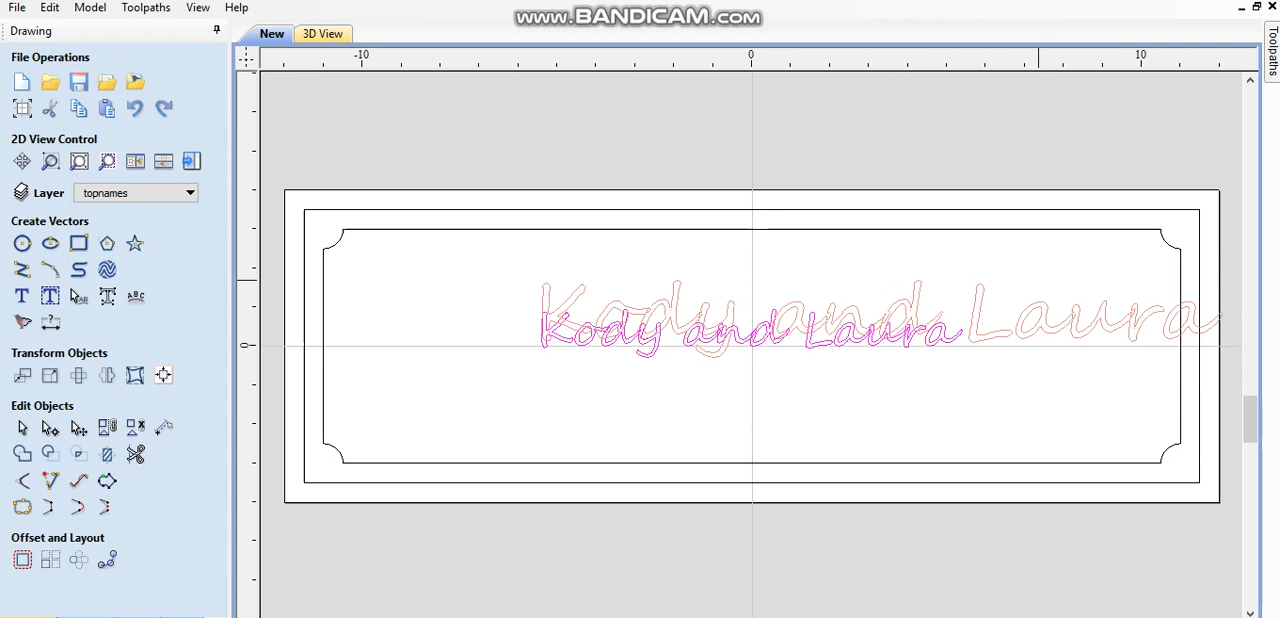 www.BANDICAM.com
File Edit Model Toolpaths View Help
Drawing
New
3D View
Toolpaths
-10 0 10
File Operations
2D View Control
Layer topnames
Create Vectors
T T ABC
Transform Objects
Edit Objects
Offset and Layout
0
Kody and Laura
Kody and Laura